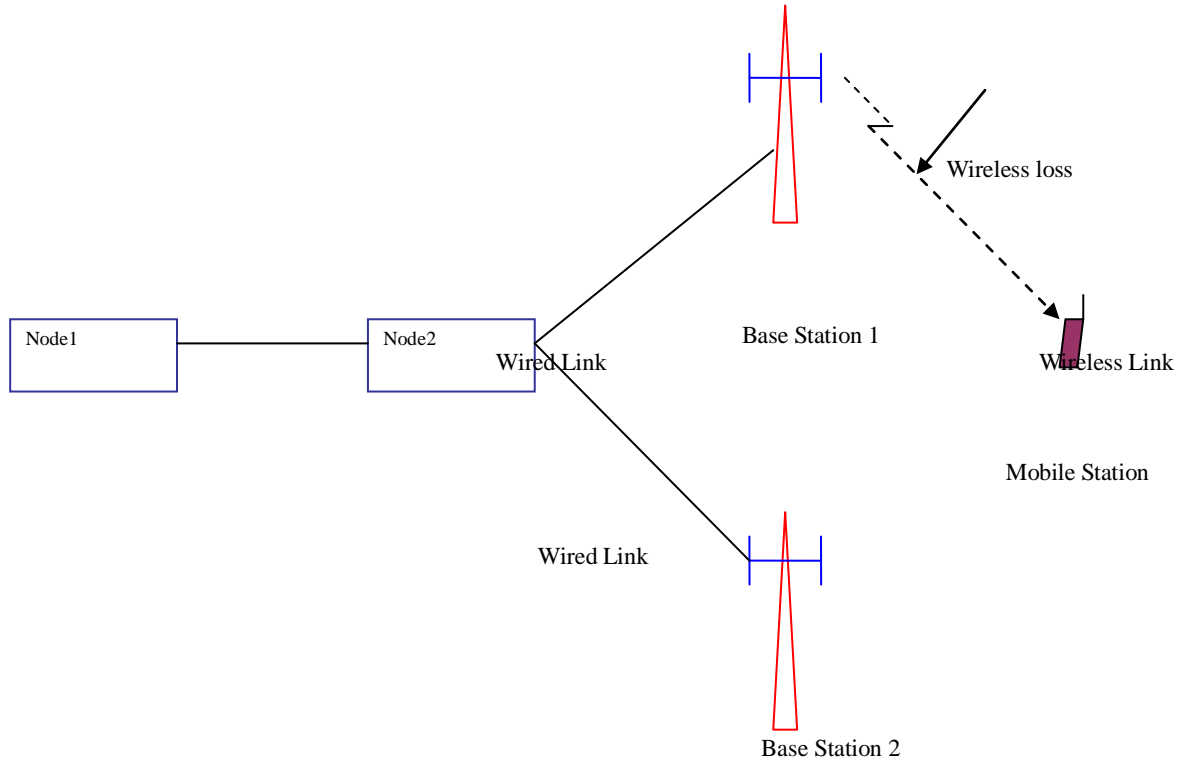 Wireless loss
Node1
Node2
Base Station 1
Wired Link
Wireless Link
Mobile Station
Wired Link
Base Station 2